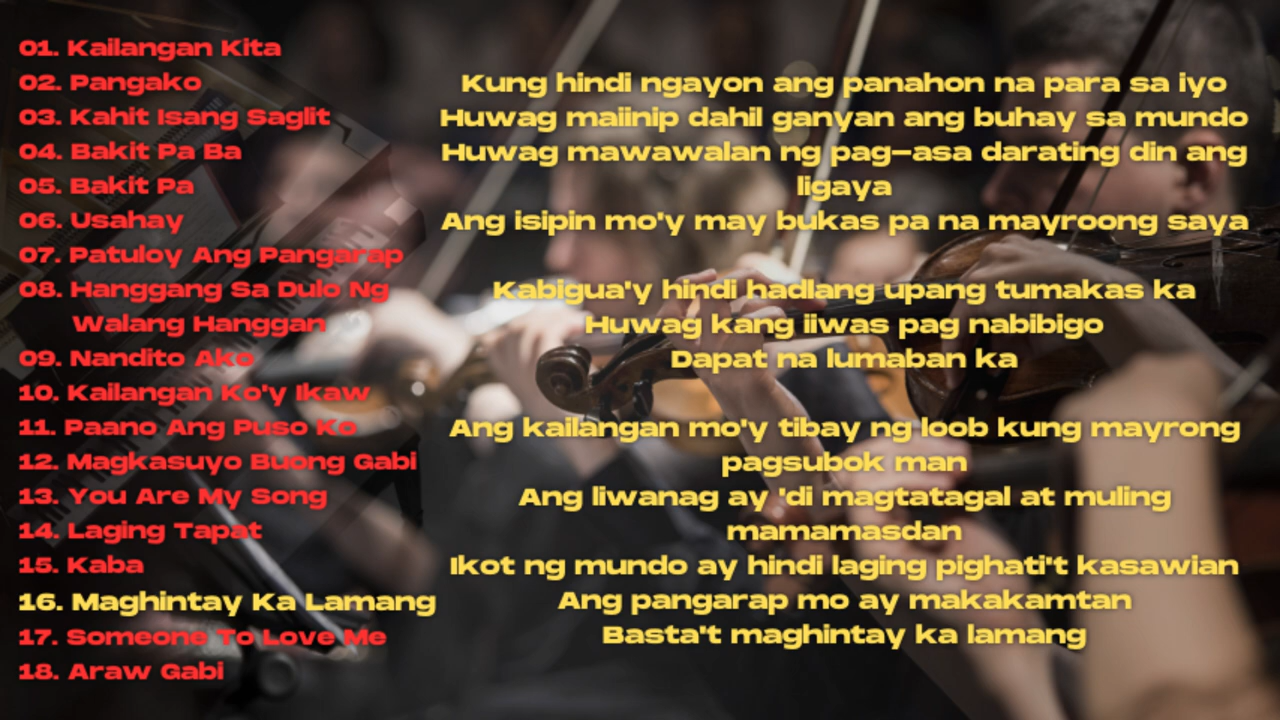 01. Kailangan Kita
02. Pangako
03. Kahit Isang Saglit
04. Bakit Pa Ba
05. Bakit Pa
06. Usahay
07. Patuloy Ang Pangarap
08. Hanggang Sa Dulo Ng
Walang Hanggan
09. Nandito Ako
10. Kailangan Ko'y Ikaw
11. Paano Ang Puso Ko
12. Magkasuyo Buong Gabi
13. You Are My Song
14. Laging Tapat
15. Kaba
16. Maghintay Ka Lamang
17. Someone To Love Me
18. Araw Gabi
Kung hindi ngayon ang panahon na para sa iyo
Huwag maiinip dahil ganyan ang buhay sa mundo
Huwag mawawalan ng pag–asa darating din ang
ligaya
Ang isipin mo'y may bukas pa na mayroong saya
Kabigua'y hindi hadlang upang tumakas ka
Huwag kang iiwas pag nabibigo
Dapat na lumaban ka
Ang kailangan mo'y tibay ng loob kung mayrong
pagsubok man
Ang liwanag ay 'di magtatagal at muling
mamamasdan
Ikot ng mundo ay hindi laging pighati't kasawian
Ang pangarap mo ay makakamtan
Basta't maghintay ka lamang